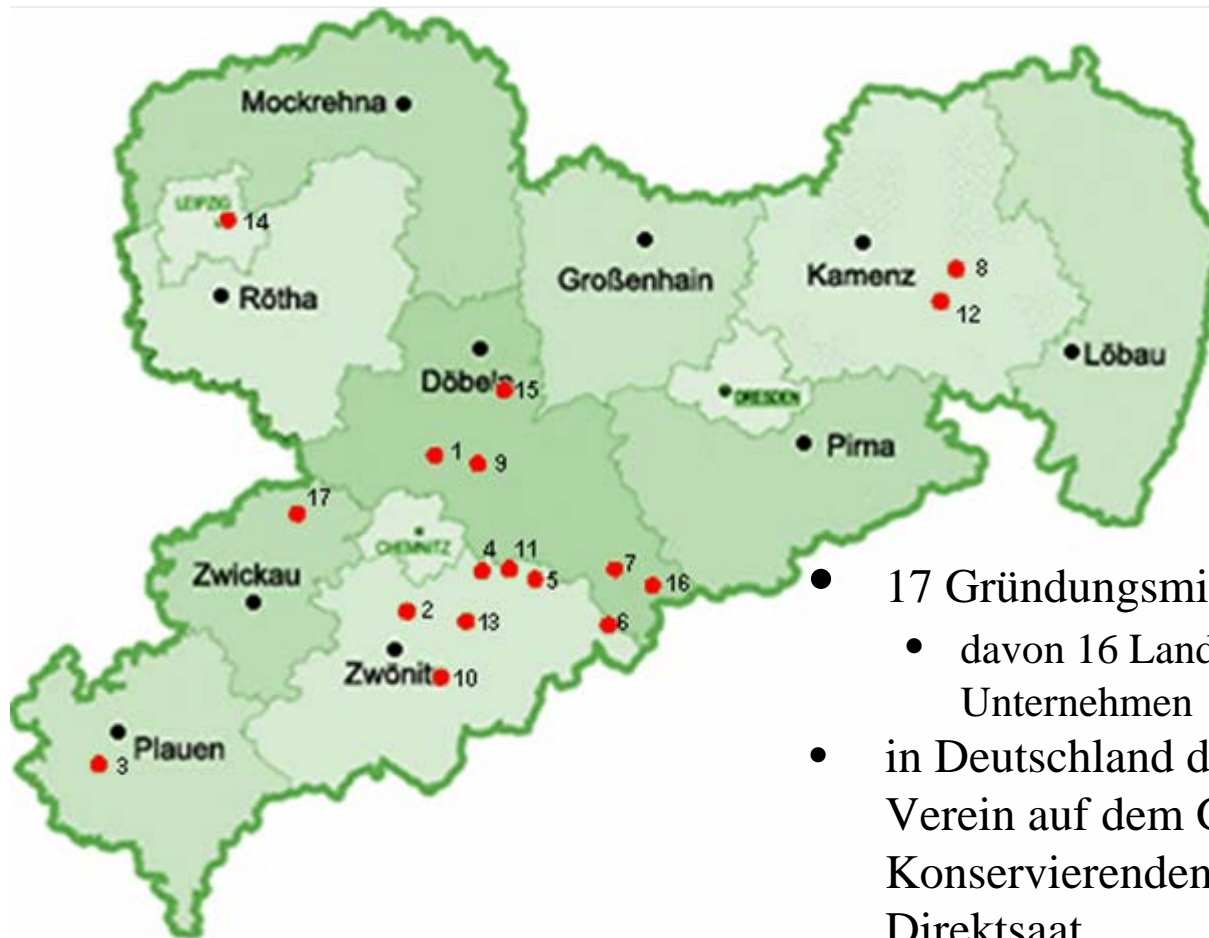 Mockrehna
LEIPZIG
14
Rötha
Großenhain
Kamenz
8
12
Löbau
Döbeln
15
DRESDEN
Pirna
1
9
17
CHEMNITZ
4
11
5
7
16
Zwickau
2
13
6
Zwönitz
10
Plauen
3
• 17 Gründungsmi
• davon 16 Land
Unternehmen
• in Deutschland d
Verein auf dem G
Konservierenden
Direktsaat